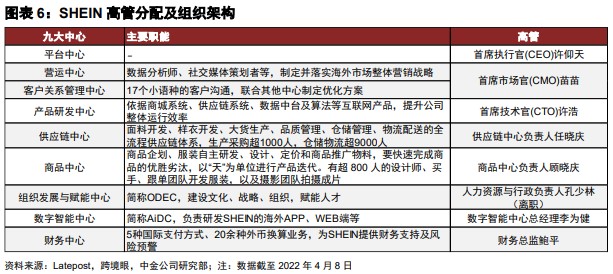 图表 6：SHEIN 高管分配及组织架构
九大中心 主要职能 高管
平台中心 – 首席执行官(CEO)许仰天
营运中心 数据分析师、社交媒体策划者等，制定并落实海外市场整体营销战略 首席市场官(CMO)苗苗
客户关系管理中心 17个小语种的客户沟通，联合其他中心制定优化方案
产品研发中心 依据商城系统、供应链系统、数据中台及算法等互联网产品，提升公司
整体运行效率 首席技术官(CTO)许浩
供应链中心 面料开发、样衣开发、大货生产、品质管理、仓储管理、物流配送的全
流程供应链体系，生产采购超1000人，仓储物流超9000人 供应链中心负责人任晓庆
商品中心 商品企划、服装自主研发、设计、定价和商品推广物料，要快速完成商
品的优胜劣汰，以“天”为单位进行产品迭代。有超 800 人的设计师、买
手、跟单团队开发服装，以及摄影团队拍摄成片 商品中心负责人顾晓庆
组织发展与赋能中心 简称ODEC，建设文化、战略、组织，赋能人才 人力资源与行政负责人孔少林
（离职）
数字智能中心 简称AiDC，负责研发SHEIN的海外APP、WEB端等 数字智能中心总经理李为健
财务中心 5种国际支付方式、20余种外币换算业务，为SHEIN提供财务支持及风
险预警 财务总监鲍平
资料来源：Latepost，跨境眼，中金公司研究部；注：数据截至 2022 年 4 月 8 日